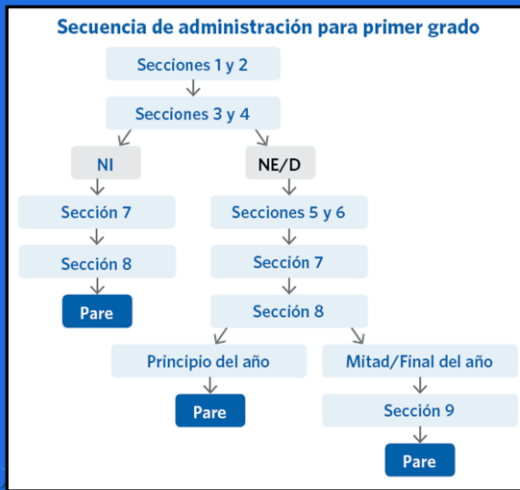 Secuencia de administración para primer grado
Secciones 1 y 2
Secciones 3 y 4
NI
NE/D
Sección 7
Secciones 5 y 6
Sección 8
Sección 7
Pare
Sección 8
Principio del año
Mitad/Final del año
Pare
Sección 9
Pare